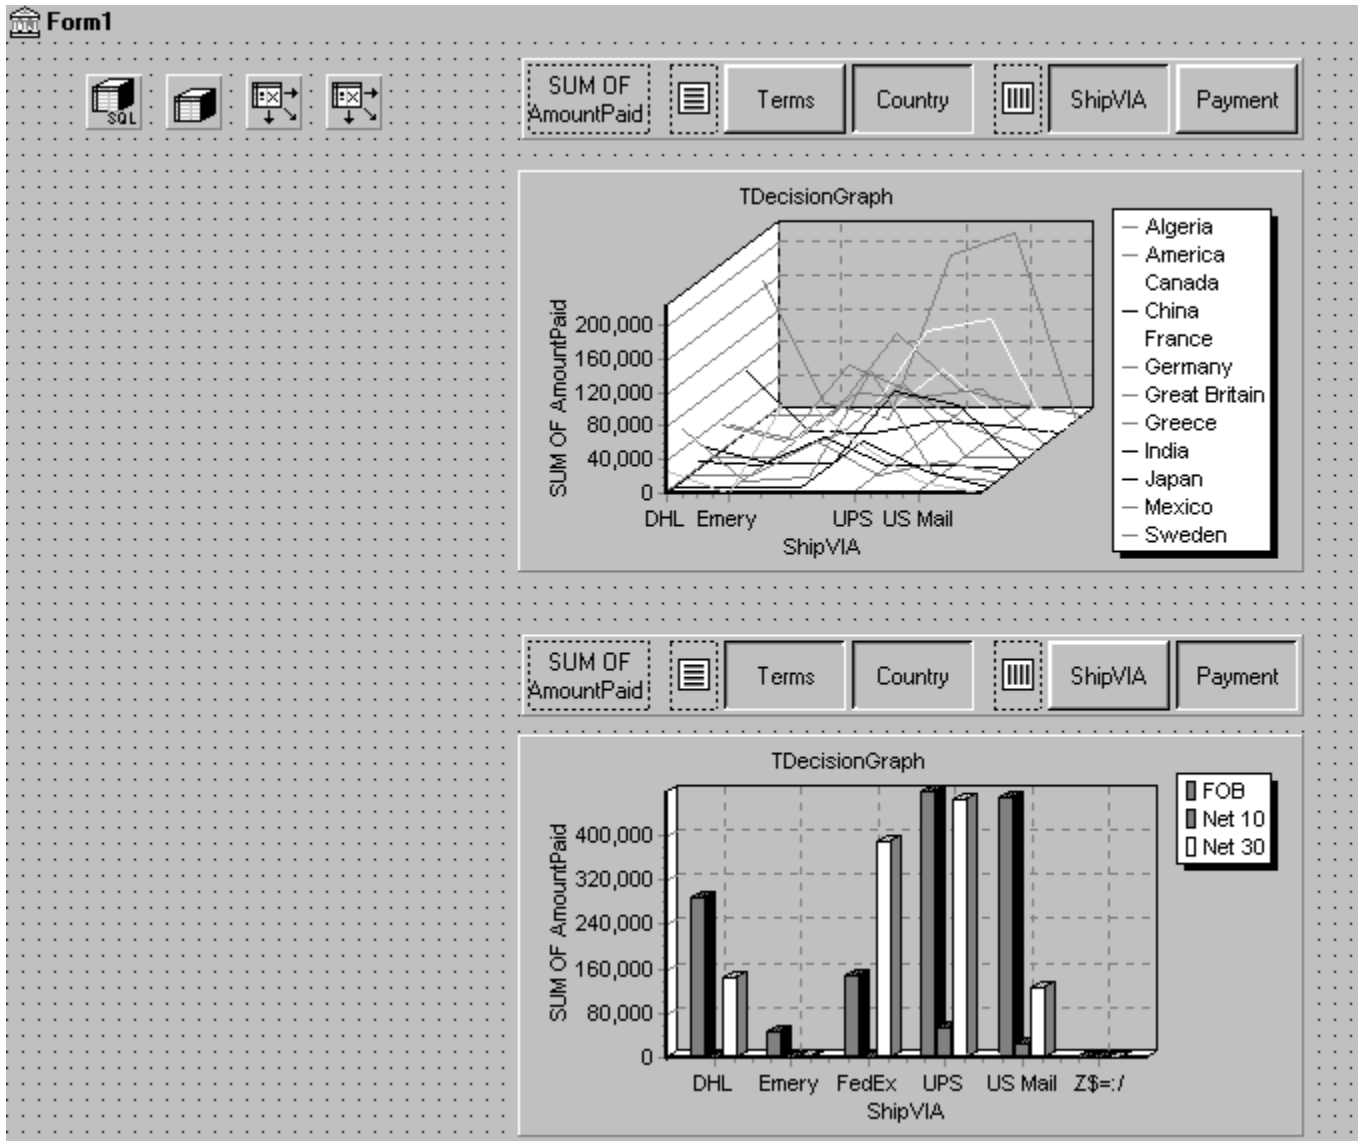 Form1
SQL
SUM OF
AmountPaid
Terms
Country
ShipVIA
Payment
TDecisionGraph
SUM OF AmountPaid
200,000
160,000
120,000
80,000
40,000
0
DHL
Emery
UPS
US Mail
ShipVIA
Algeria
America
Canada
China
France
Germany
Great Britain
Greece
India
Japan
Mexico
Sweden
SUM OF
AmountPaid
Terms
Country
ShipVIA
Payment
TDecisionGraph
SUM OF AmountPaid
400,000
320,000
240,000
160,000
80,000
0
DHL
Emery
FedEx
UPS
US Mail
Z$=:/
ShipVIA
FOB
Net 10
Net 30